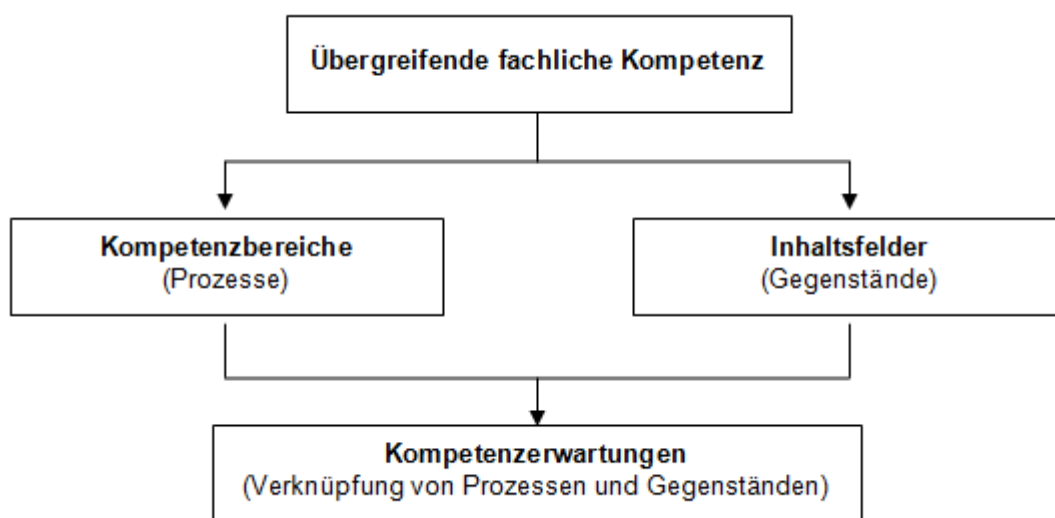 Übergreifende fachliche Kompetenz
Kompetenzbereiche
(Prozesse)
Inhaltsfelder
(Gegenstände)
Kompetenzerwartungen
(Verknüpfung von Prozessen und Gegenständen)